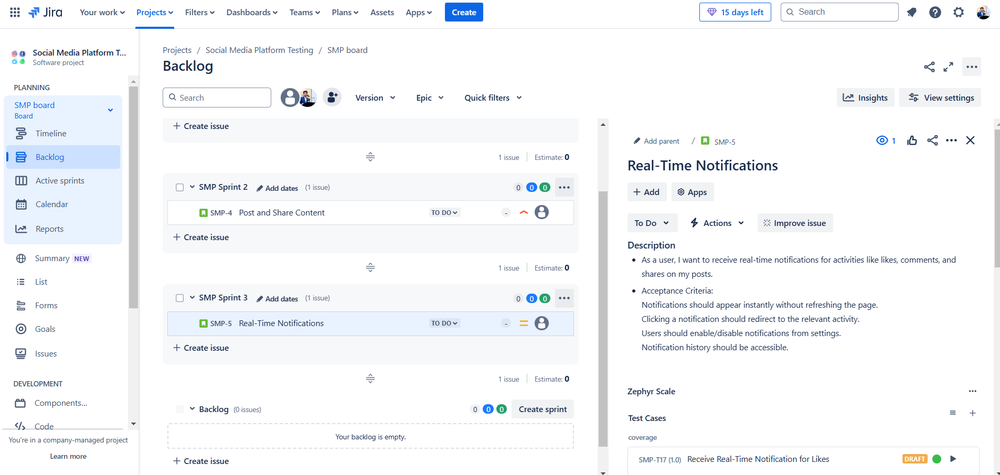 Jira
Your work
Projects
Filters
Dashboards
Teams
Plans
Assets
Apps
Create
15 days left
Search
Social Media Platform T...
Software project
PLANNING
SMP board
Board
Timeline
Backlog
Active sprints
Calendar
Reports
Summary NEW
List
Forms
Goals
Issues
DEVELOPMENT
Components...
Code
You're in a company-managed project
Learn more
Projects / Social Media Platform Testing / SMP board
Backlog
Search
Version
Epic
Quick filters
Insights
View settings
+ Create issue
1 issue
Estimate: 0
SMP Sprint 2 Add dates (1 issue) 0 0 0
SMP-4 Post and Share Content TO DO -
+ Create issue
1 issue
Estimate: 0
SMP Sprint 3 Add dates (1 issue) 0 0 0
SMP-5 Real-Time Notifications TO DO -
+ Create issue
1 issue
Estimate: 0
Backlog (0 issues) 0 0 0 Create sprint
Your backlog is empty.
+ Create issue
Add parent / SMP-5
1
Real-Time Notifications
+ Add
Apps
To Do
Actions
Improve issue
Description
• As a user, I want to receive real-time notifications for activities like likes, comments, and
shares on my posts.
• Acceptance Criteria:
Notifications should appear instantly without refreshing the page.
Clicking a notification should redirect to the relevant activity.
Users should enable/disable notifications from settings.
Notification history should be accessible.
Zephyr Scale
Test Cases
coverage
SMP-T17 (1.0) Receive Real-Time Notification for Likes DRAFT